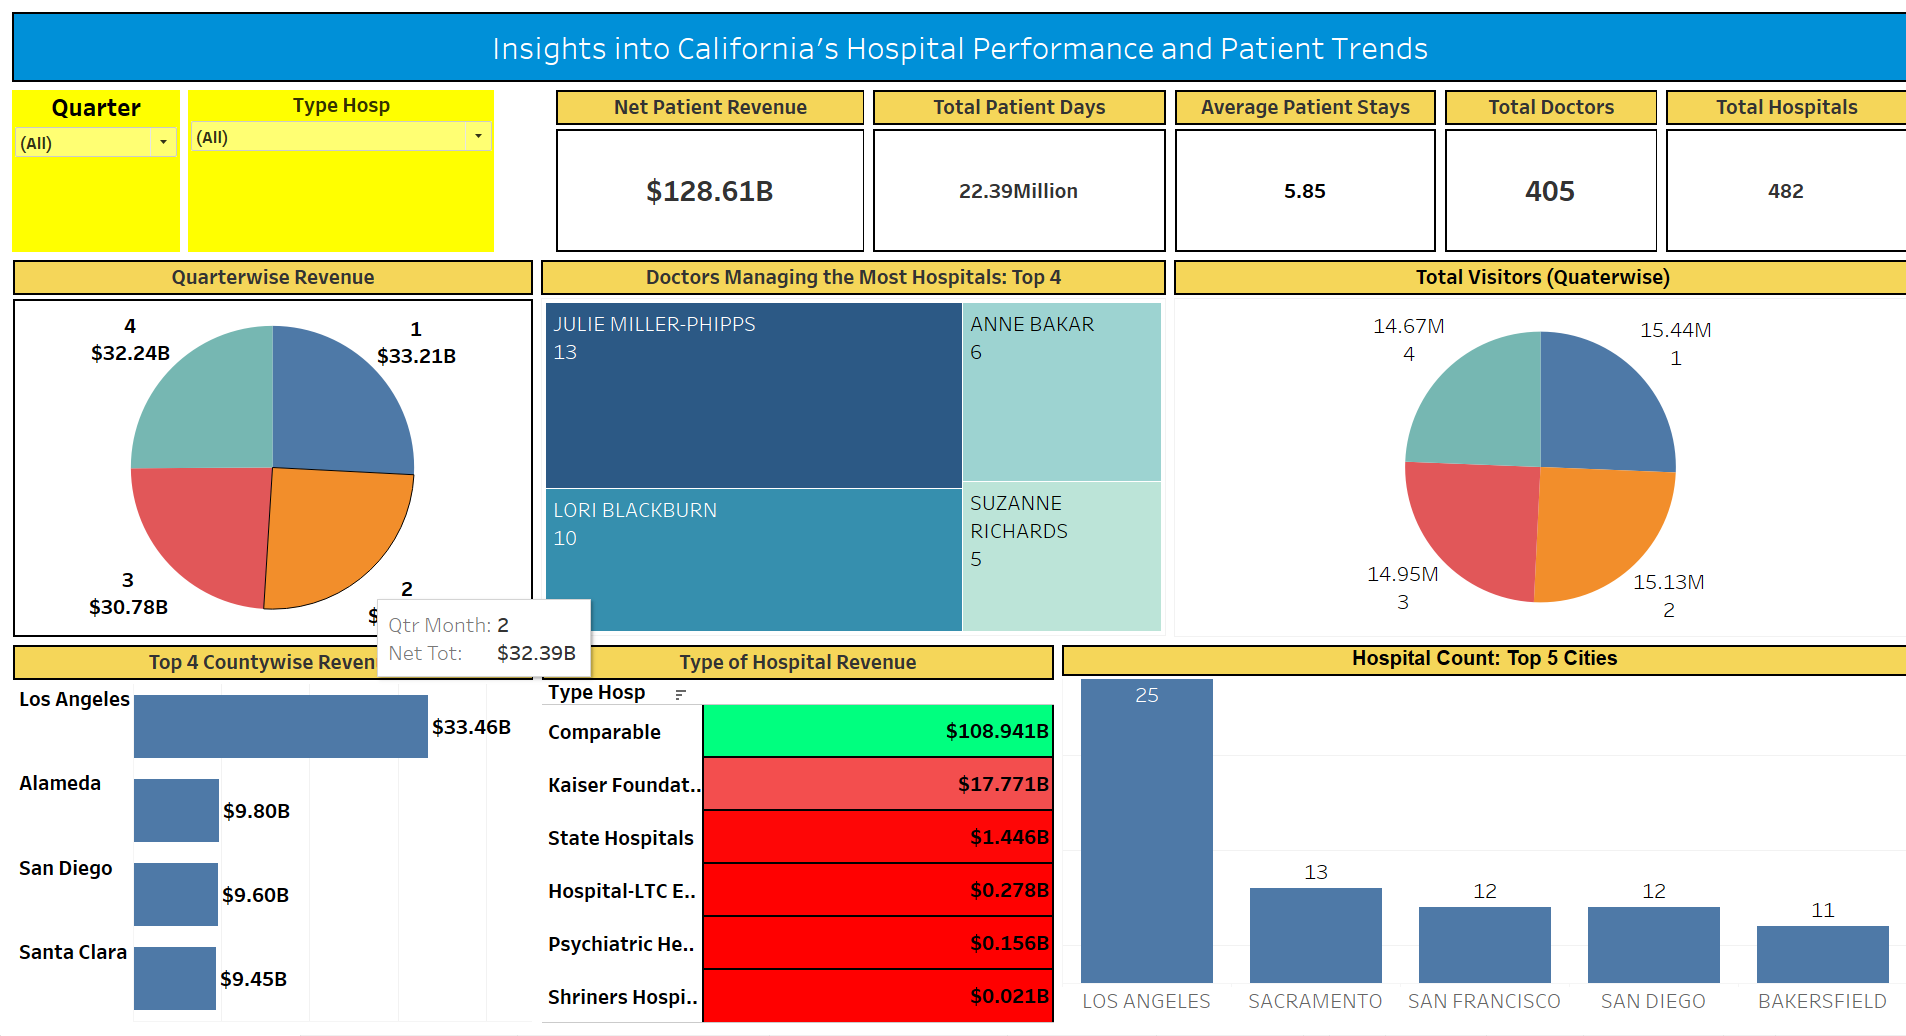 Insights into California’s Hospital Performance and Patient Trends
Quarter
(All)
Type Hosp
(All)
Net Patient Revenue
$128.61B
Total Patient Days
22.39Million
Average Patient Stays
5.85
Total Doctors
405
Total Hospitals
482
Quarterwise Revenue
4
$32.24B
1
$33.21B
3
$30.78B
2
$
Qtr Month: 2
Net Tot: $32.39B
Doctors Managing the Most Hospitals: Top 4
JULIE MILLER-PHIPPS
13
ANNE BAKAR
6
LORI BLACKBURN
10
SUZANNE
RICHARDS
5
Total Visitors (Quaterwise)
14.67M
4
15.44M
1
14.95M
3
15.13M
2
Top 4 Countywise Reven
Los Angeles
$33.46B
Alameda
$9.80B
San Diego
$9.60B
Santa Clara
$9.45B
Type of Hospital Revenue
Type Hosp
Comparable $108.941B
Kaiser Foundat.. $17.771B
State Hospitals $1.446B
Hospital-LTC E.. $0.278B
Psychiatric He.. $0.156B
Shriners Hospi.. $0.021B
Hospital Count: Top 5 Cities
25
13
12
12
11
LOS ANGELES
SACRAMENTO
SAN FRANCISCO
SAN DIEGO
BAKERSFIELD